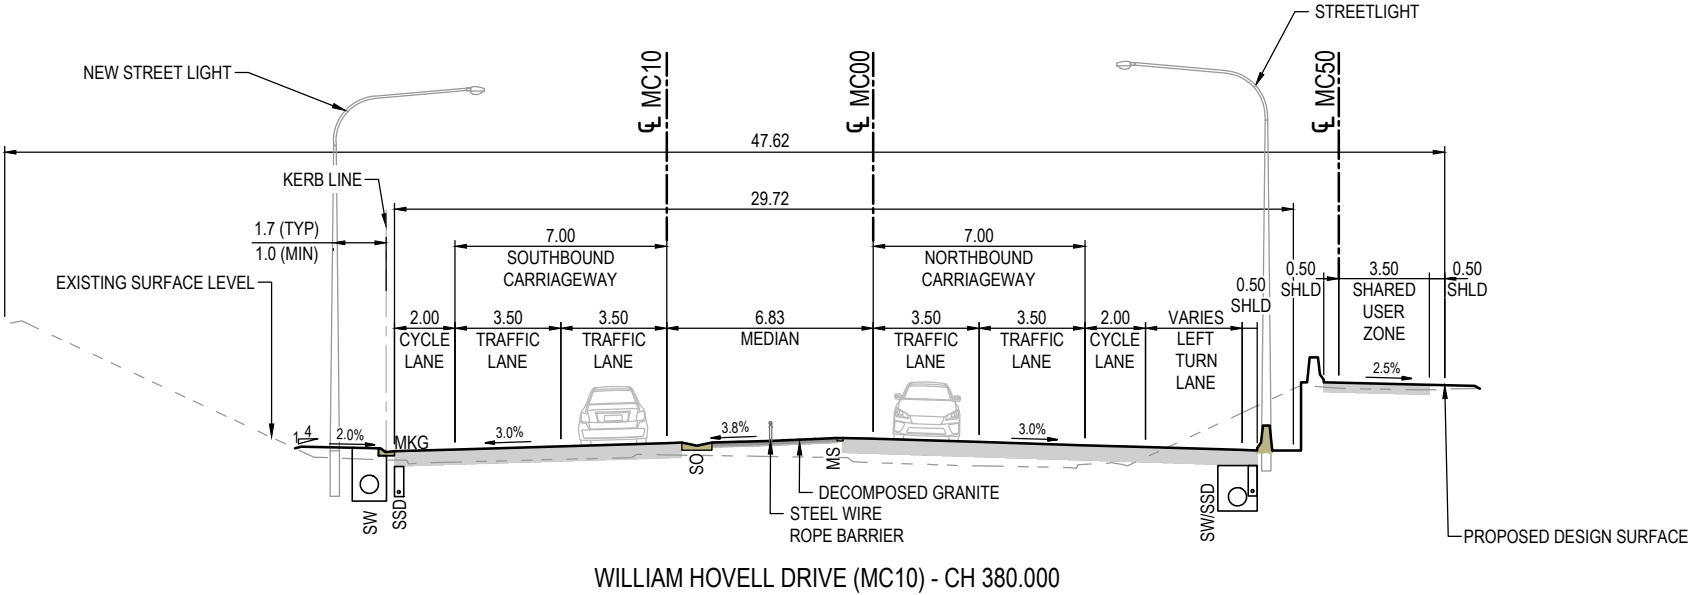 STREETLIGHT
NEW STREET LIGHT
℄ MC10
℄ MC00
℄ MC50
47.62
KERB LINE
29.72
1.7 (TYP)
1.0 (MIN)
7.00
SOUTHBOUND
CARRIAGEWAY
7.00
NORTHBOUND
CARRIAGEWAY
EXISTING SURFACE LEVEL
0.50
SHLD
0.50
SHLD
3.50
SHARED
USER
ZONE
0.50
SHLD
2.00
CYCLE
LANE
3.50
TRAFFIC
LANE
3.50
TRAFFIC
LANE
6.83
MEDIAN
3.50
TRAFFIC
LANE
3.50
TRAFFIC
LANE
2.00
CYCLE
LANE
VARIES
LEFT
TURN
LANE
2.5%
1 4
2.0%
MKG
3.0%
3.8%
3.0%
SO
MS
SW
SSD
SW/SSD
DECOMPOSED GRANITE
STEEL WIRE
ROPE BARRIER
PROPOSED DESIGN SURFACE
WILLIAM HOVELL DRIVE (MC10) - CH 380.000